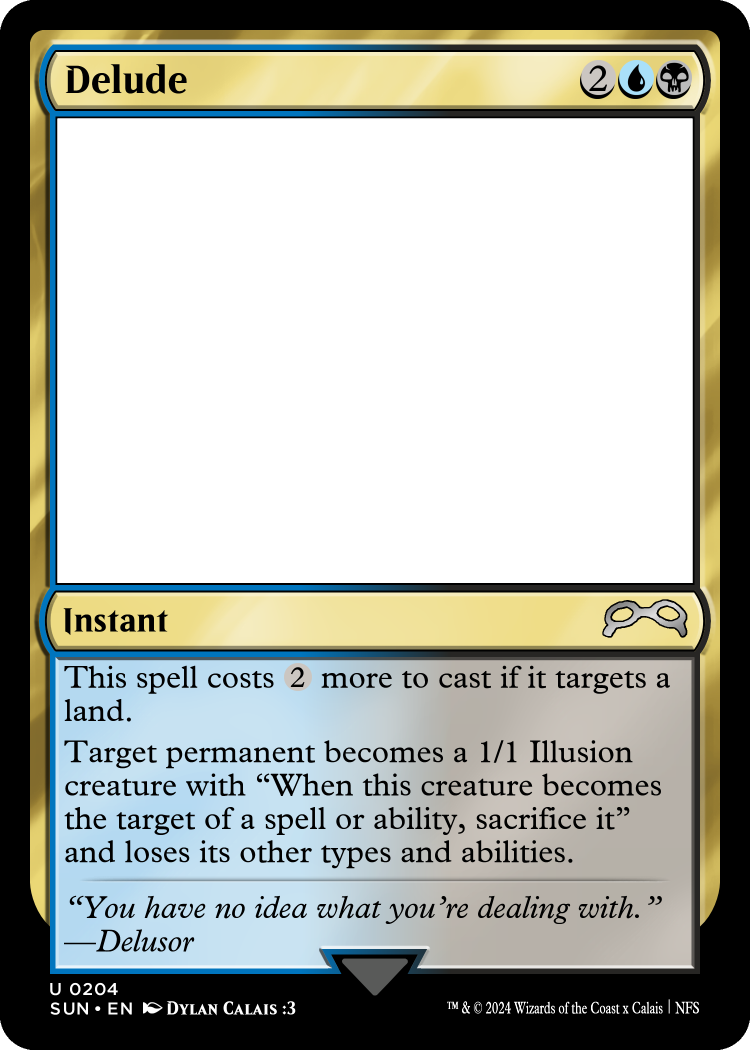 Delude
2
Instant
This spell costs 2 more to cast if it targets a
land.
Target permanent becomes a 1/1 Illusion
creature with “When this creature becomes
the target of a spell or ability, sacrifice it”
and loses its other types and abilities.
“You have no idea what you’re dealing with.”
—Delusor
U 0204
SUN • EN Dylan Calais :3
™ & © 2024 Wizards of the Coast x Calais | NFS